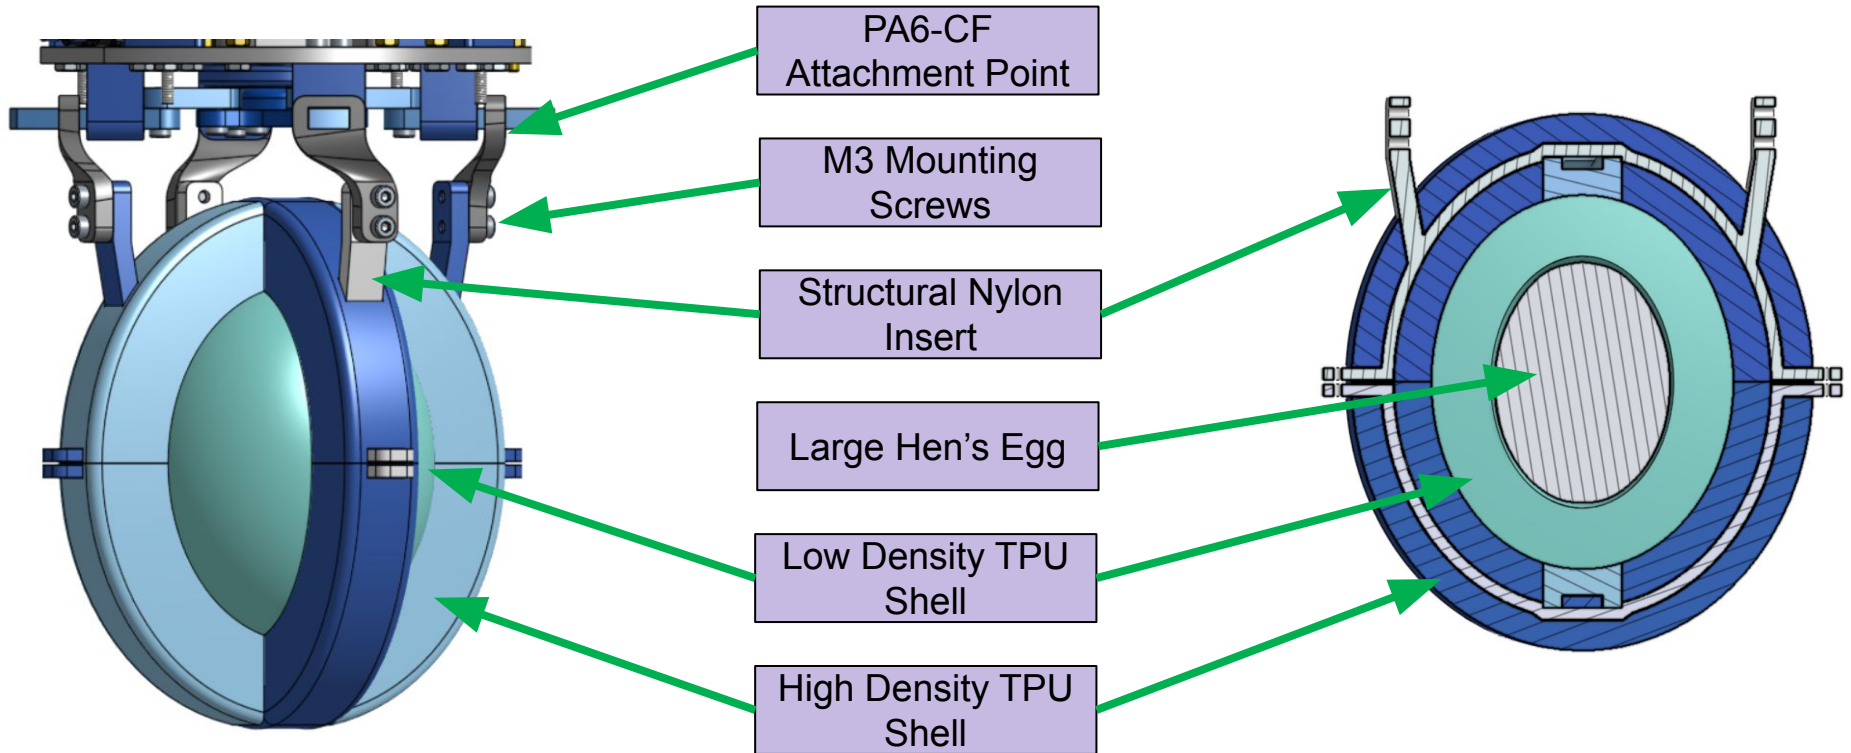 PA6-CF
Attachment Point
M3 Mounting
Screws
Structural Nylon
Insert
Large Hen’s Egg
Low Density TPU
Shell
High Density TPU
Shell